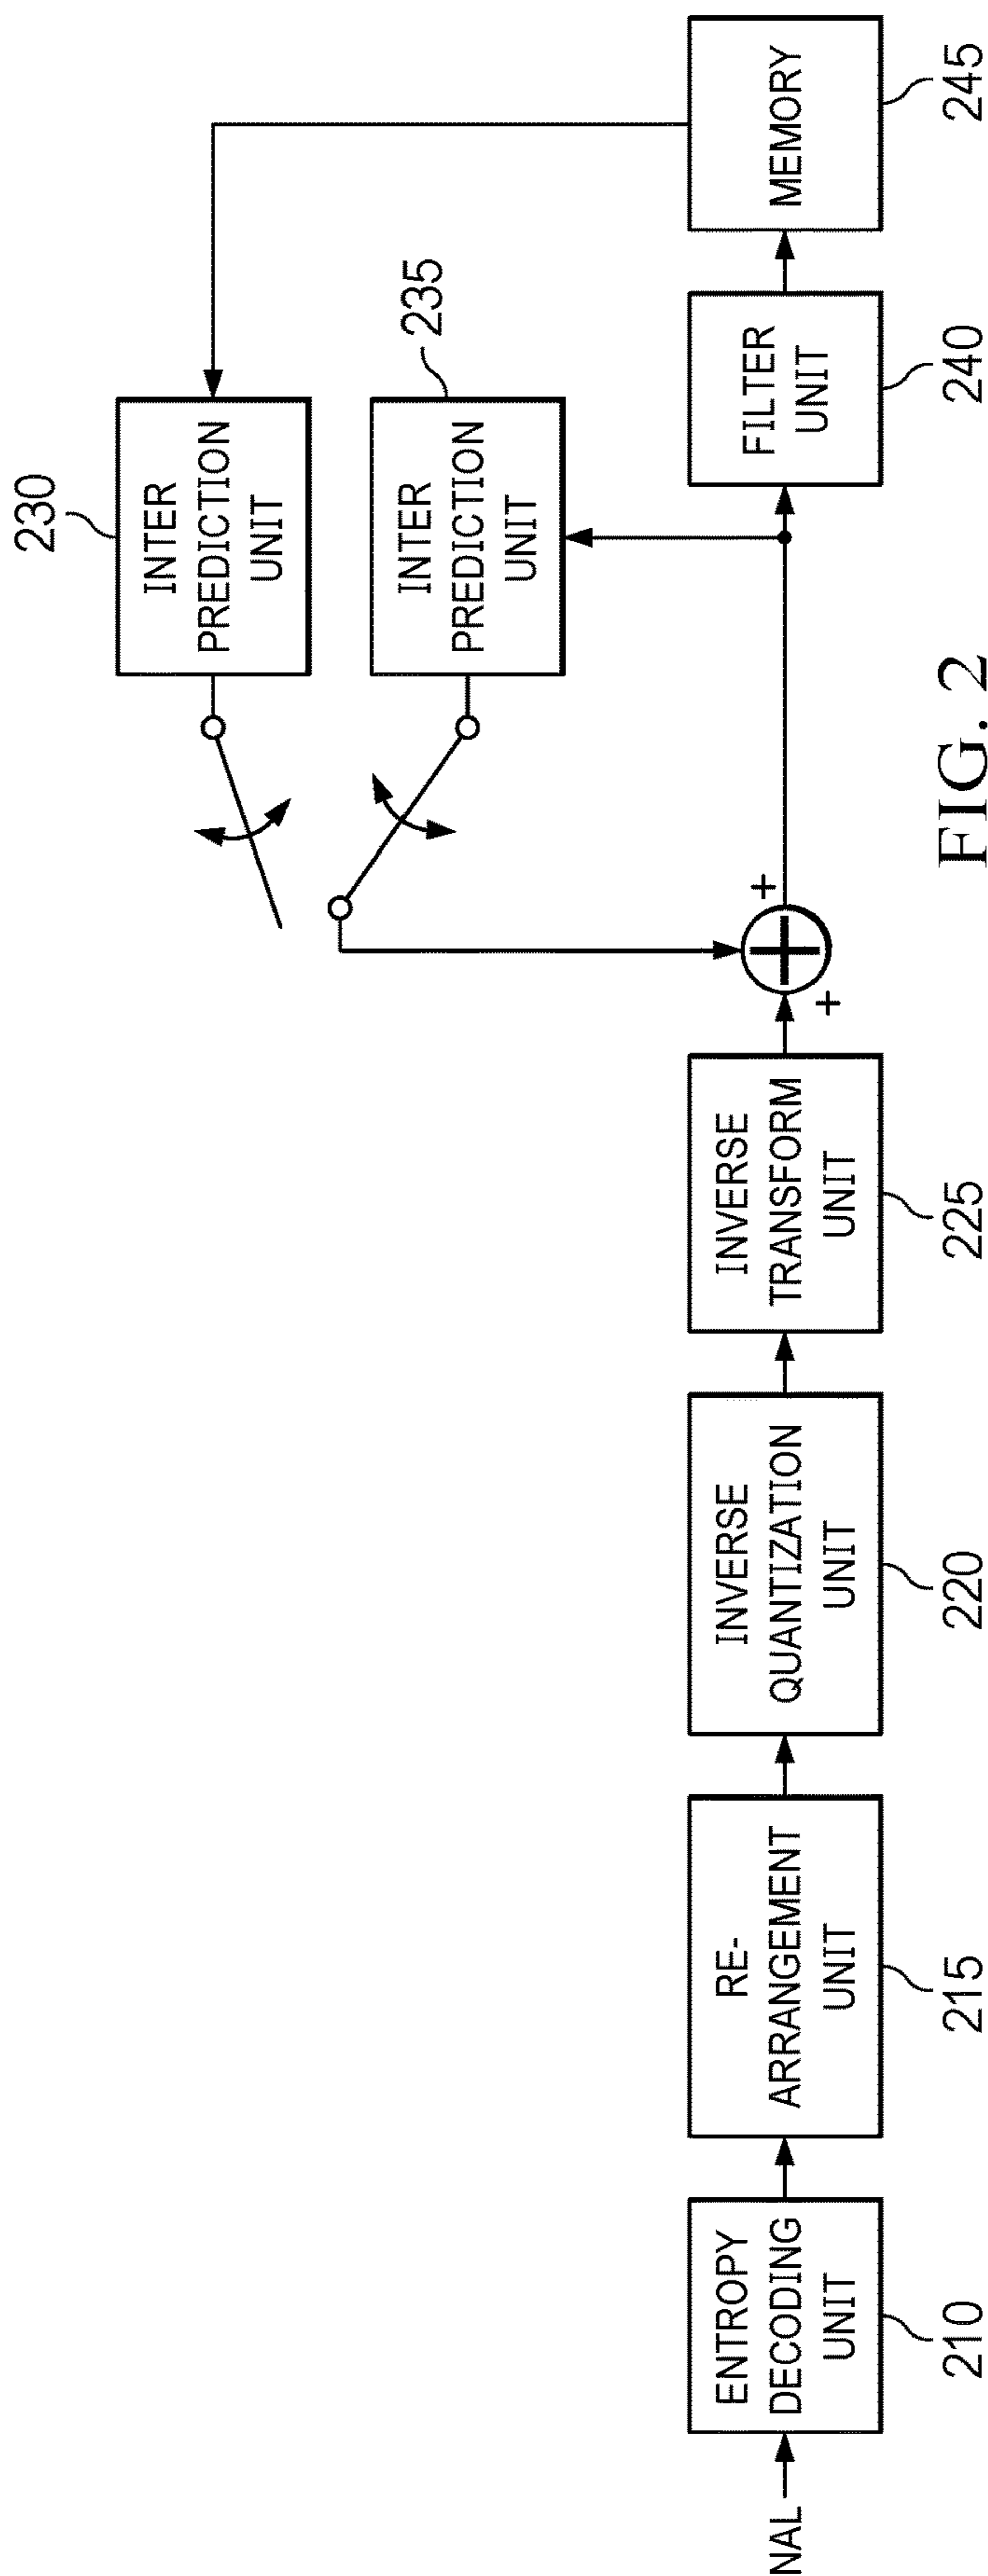 230
INTER
PREDICTION
UNIT
235
INTER
PREDICTION
UNIT
+
+
NAL
ENTROPY
DECODING
UNIT
210
RE-
ARRANGEMENT
UNIT
215
INVERSE
QUANTIZATION
UNIT
220
INVERSE
TRANSFORM
UNIT
225
FILTER
UNIT
240
MEMORY
245
FIG. 2